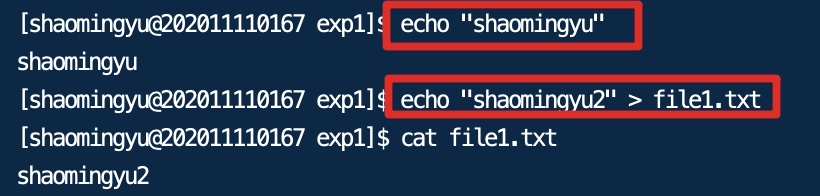 [shaomingyu@202011110167 exp1]$ echo "shaomingyu"
shaomingyu
[shaomingyu@202011110167 exp1]$ echo "shaomingyu2" > file1.txt
[shaomingyu@202011110167 exp1]$ cat file1.txt
shaomingyu2